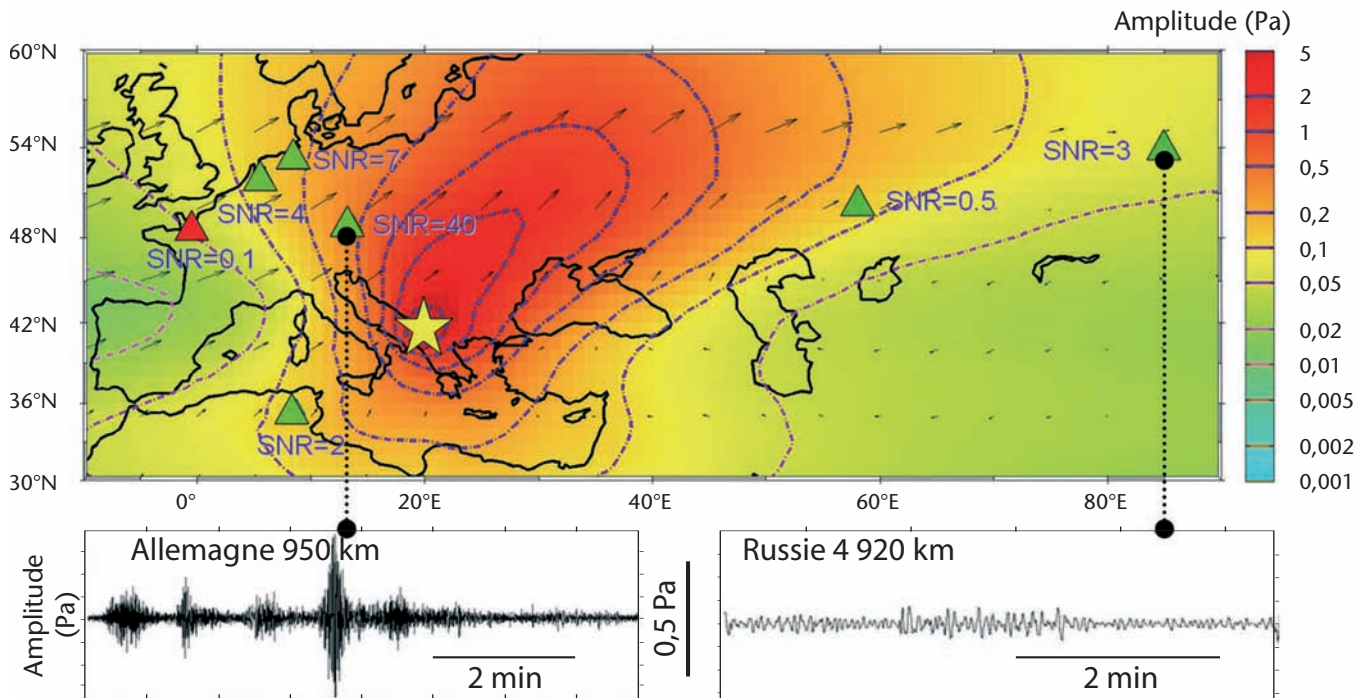 Amplitude (Pa)
60°N
54°N
48°N
42°N
36°N
30°N
5
2
1
0,5
0,2
0,1
0,05
0,02
0,01
0,005
0,002
0,001
SNR=7
SNR=3
SNR=4
SNR=40
SNR=0.5
SNR=0.1
SNR=2
0°
20°E
40°E
60°E
80°E
Allemagne 950 km
Russie 4 920 km
Amplitude
(Pa)
0,5 Pa
2 min
2 min